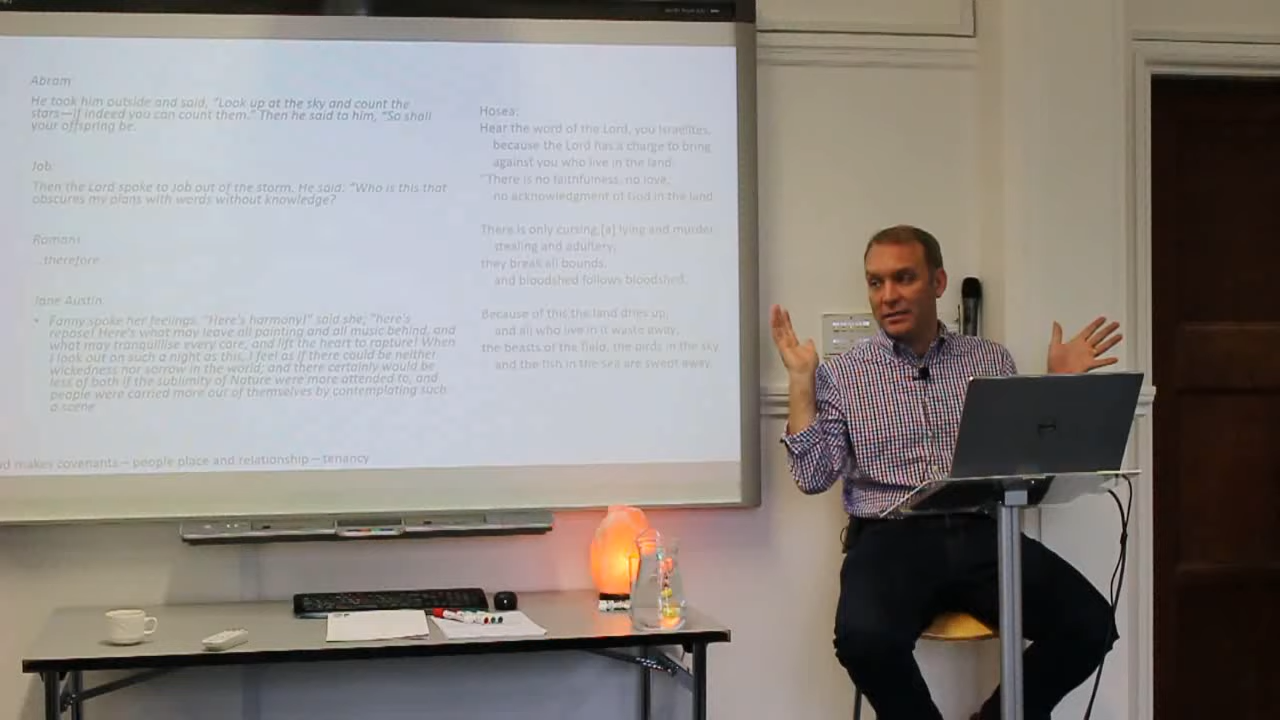 Abram:
He took him outside and said, "Look up at the sky and count the
stars—if indeed you can count them." Then he said to him, "So shall
your offspring be.
Job:
Then the Lord spoke to Job out of the storm. He said: "Who is this that
obscures my plans with words without knowledge?
Romans
...therefore
Jane Austin
• Fanny spoke her feelings. "Here's harmony!" said she; "here's
repose! Here's what may leave all painting and all music behind, and
what may tranquillise every care, and lift the heart to rapture! When
I look out on such a night as this, I feel as if there could be neither
wickedness nor sorrow in the world; and there certainly would be
less of both if the sublimity of Nature were more attended to, and
people were carried more out of themselves by contemplating such
a scene
makes covenants – people place and relationship – tenancy
Hosea:
Hear the word of the Lord, you Israelites,
because the Lord has a charge to bring
against you who live in the land:
"There is no faithfulness, no love,
no acknowledgment of God in the land
There is only cursing,[a] lying and murder,
stealing and adultery;
they break all bounds,
and bloodshed follows bloodshed.
Because of this the land dries up,
and all who live in it waste away;
the beasts of the field, the birds in the sky
and the fish in the sea are swept away.